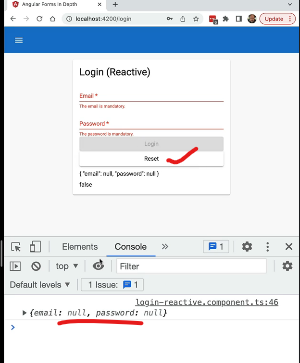 Angular Forms In Depth
localhost:4200/login
Update
Login (Reactive)
Email *
The email is mandatory.
Password *
The password is mandatory.
Login
Reset
{ "email": null, "password": null }
false
Elements
Console
»
1
top
Filter
Default levels
1 Issue:
1
login-reactive.component.ts:46
{email: null, password: null}